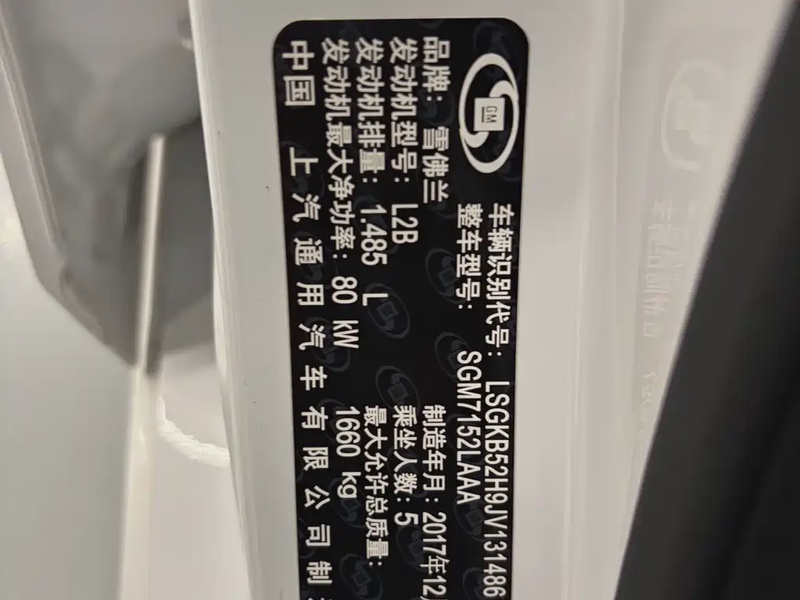 GM
车辆识别代号: LSGKB52H9JV131486
整车型号: SGM7152LAAA
品牌: 雪佛兰 制造年月: 2017年12
发动机型号: L2B 乘坐人数: 5
发动机排量: 1.485 L 最大允许总质量:
发动机最大净功率: 80 kW 1660 kg
中国 上汽通用汽车有限公司制